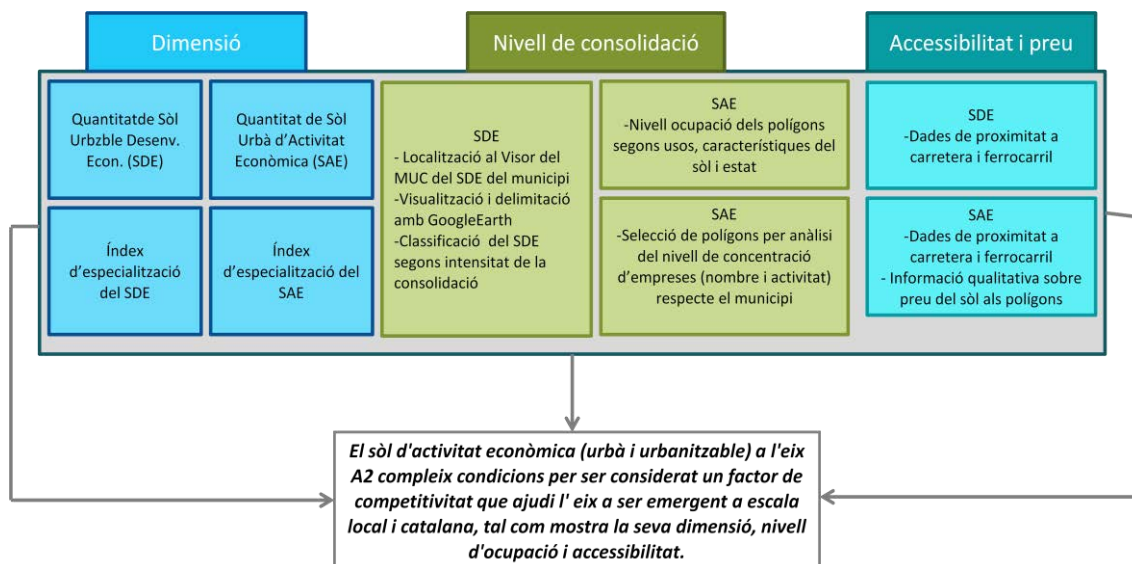 Dimensió
Nivell de consolidació
Accessibilitat i preu
Quantitatde Sòl
Urbzble Desenv.
Econ. (SDE)
Quantitat de Sòl
Urbà d'Activitat
Econòmica (SAE)
Índex
d'especialització
del SDE
Índex
d'especialització del
SAE
SDE
- Localització al Visor del
MUC del SDE del municipi
-Visualització i delimitació
amb GoogleEarth
-Classificació del SDE
segons intensitat de la
consolidació
SAE
-Nivell ocupació dels polígons
segons usos, característiques del
sòl i estat
SAE
-Selecció de polígons per anàlisi
del nivell de concentració
d'empreses (nombre i activitat)
respecte el municipi
SDE
-Dades de proximitat a
carretera i ferrocarril
SAE
-Dades de proximitat a
carretera i ferrocarril
- Informació qualitativa sobre
preu del sòl als polígons
El sòl d'activitat econòmica (urbà i urbanitzable) a l'eix
A2 compleix condicions per ser considerat un factor de
competitivitat que ajudi l' eix a ser emergent a escala
local i catalana, tal com mostra la seva dimensió, nivell
d'ocupació i accessibilitat.